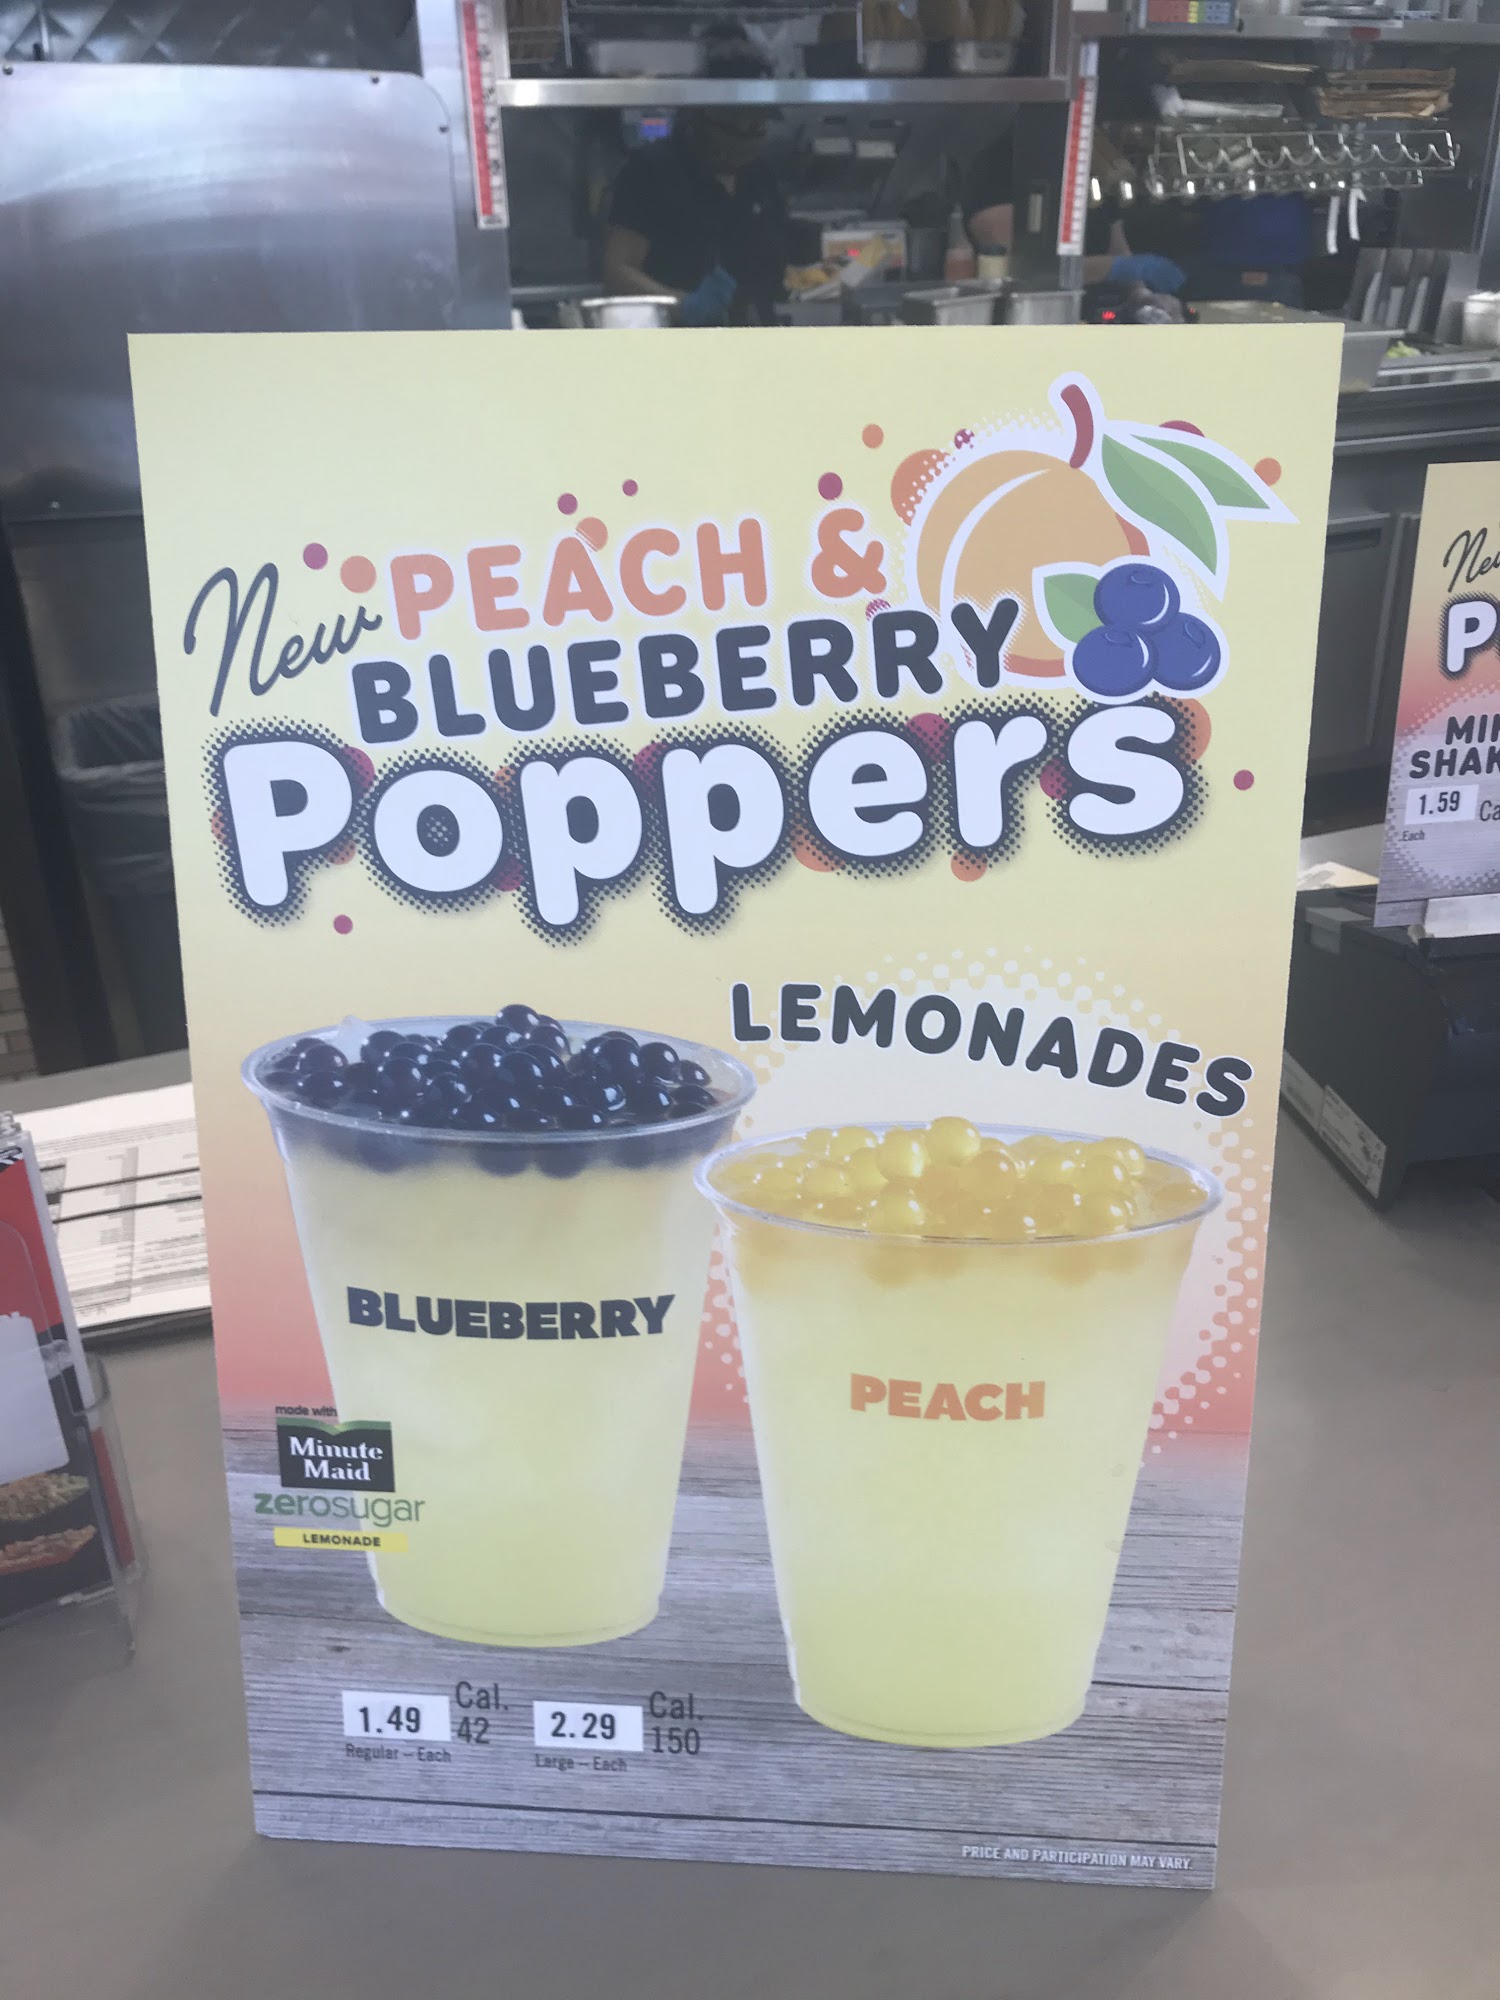 New PEACH &
BLUEBERRY
Poppers
LEMONADES
BLUEBERRY
PEACH
made with
Minute
Maid
zerosugar
LEMONADE
1.49 Cal. 42
Regular – Each
2.29 Cal. 150
Large – Each
PRICE AND PARTICIPATION MAY VARY.
1.59
Each